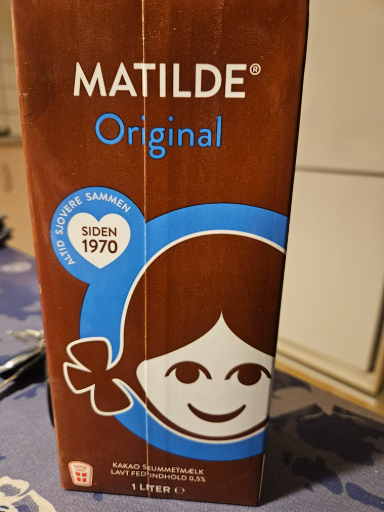 MATILDE®
Original
ALTID SJOVERE SAMMEN
SIDEN
1970
KAKAO SKUMMETMÆLK
LAVT FEDTINDHOLD 0,5%
1 LITER ℮